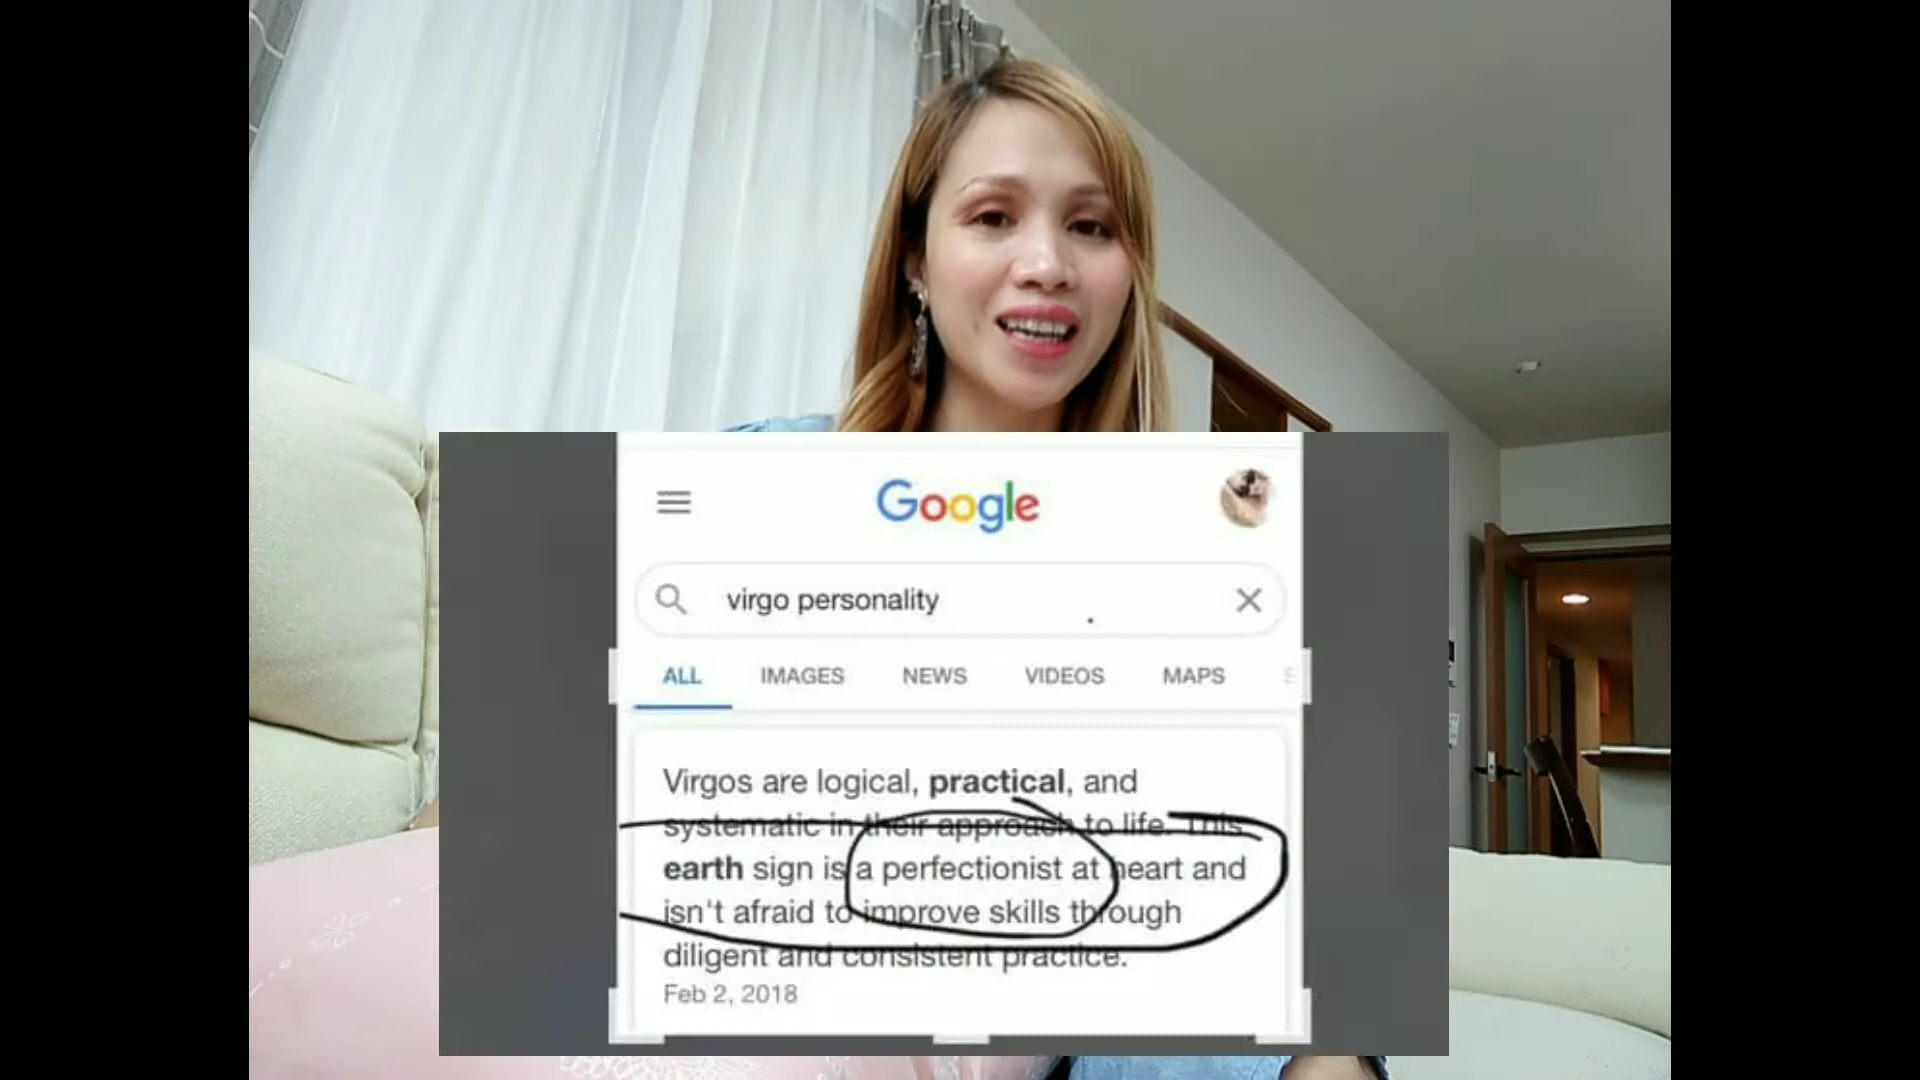 Google
virgo personality
ALL IMAGES NEWS VIDEOS MAPS
Virgos are logical, practical, and
systematic in their approach to life. This
earth sign is a perfectionist at heart and
isn't afraid to improve skills through
diligent and consistent practice.
Feb 2, 2018